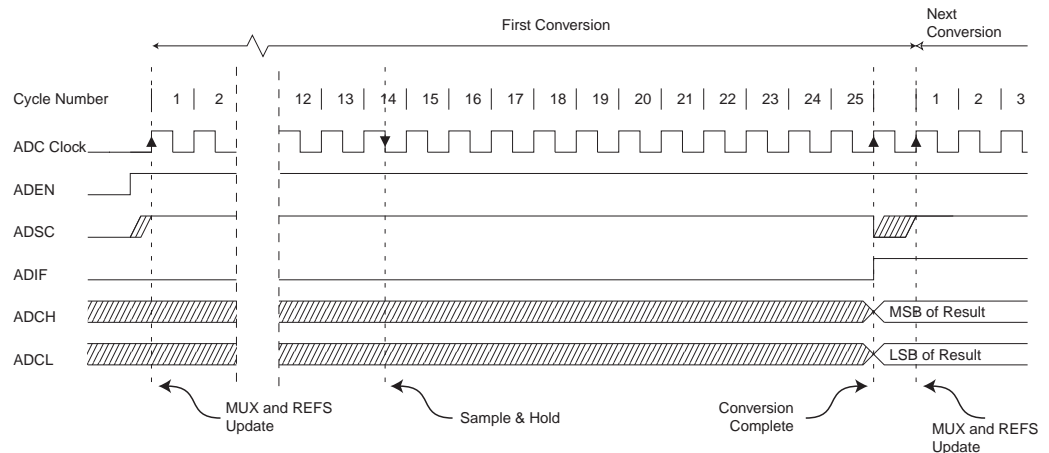 First Conversion
Next
Conversion
Cycle Number 1 2 12 13 14 15 16 17 18 19 20 21 22 23 24 25 1 2 3
ADC Clock
ADEN
ADSC
ADIF
ADCH MSB of Result
ADCL LSB of Result
MUX and REFS
Update
Sample & Hold
Conversion
Complete
MUX and REFS
Update